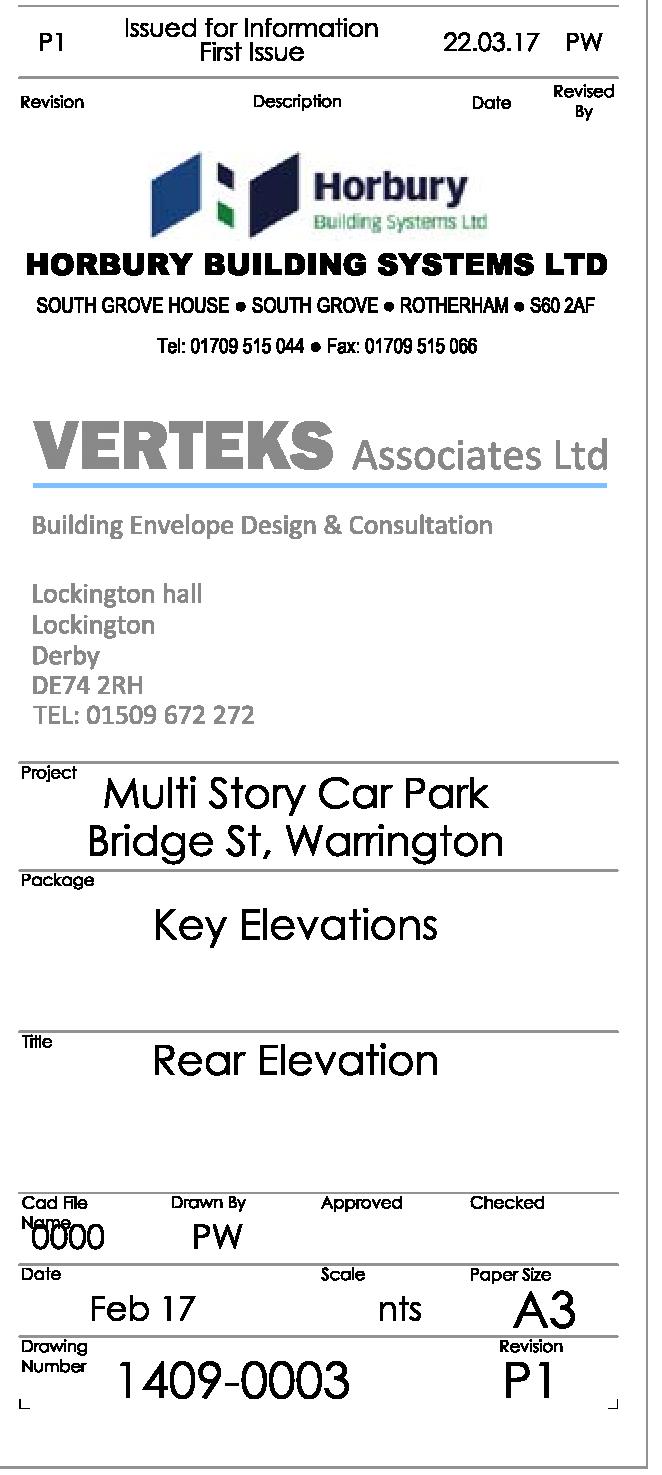 P1 Issued for Information 22.03.17 PW
First Issue
Revision Description Date Revised
By
Horbury
Building Systems Ltd
HORBURY BUILDING SYSTEMS LTD
SOUTH GROVE HOUSE ● SOUTH GROVE ● ROTHERHAM ● S60 2AF
Tel: 01709 515 044 ● Fax: 01709 515 066
VERTEKS Associates Ltd
Building Envelope Design & Consultation
Lockington hall
Lockington
Derby
DE74 2RH
TEL: 01509 672 272
Project
Multi Story Car Park
Bridge St, Warrington
Package
Key Elevations
Title
Rear Elevation
Cad File Drawn By Approved Checked
Name
0000 PW
Date Scale Paper Size
Feb 17 nts A3
Drawing Revision
Number 1409-0003 P1